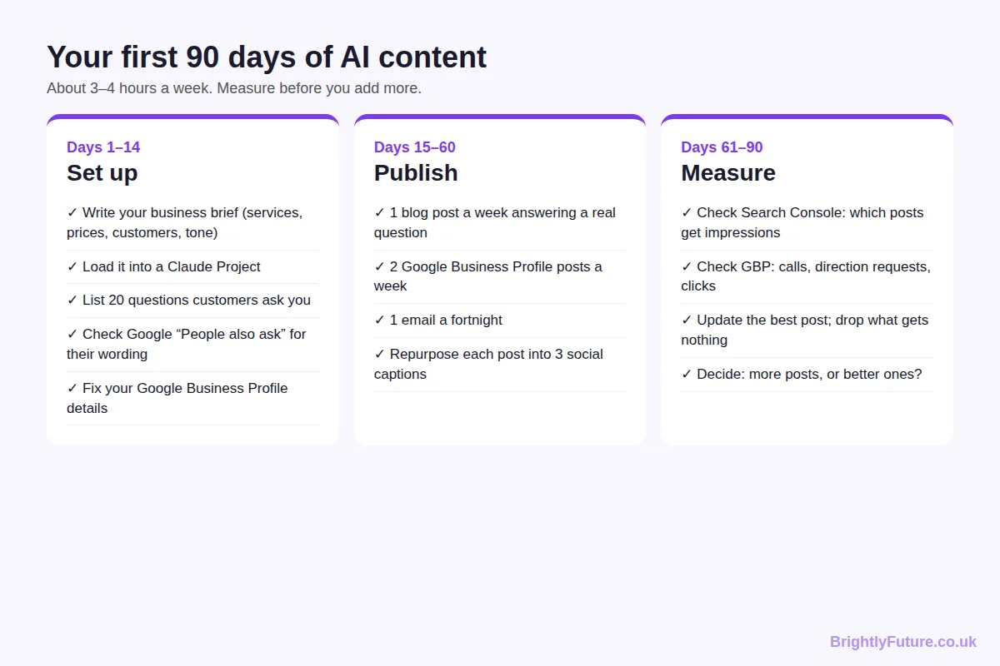 Your first 90 days of AI content
About 3–4 hours a week. Measure before you add more.
Days 1–14
Set up
✓ Write your business brief (services,
prices, customers, tone)
✓ Load it into a Claude Project
✓ List 20 questions customers ask you
✓ Check Google “People also ask” for
their wording
✓ Fix your Google Business Profile
details
Days 15–60
Publish
✓ 1 blog post a week answering a real
question
✓ 2 Google Business Profile posts a
week
✓ 1 email a fortnight
✓ Repurpose each post into 3 social
captions
Days 61–90
Measure
✓ Check Search Console: which posts
get impressions
✓ Check GBP: calls, direction requests,
clicks
✓ Update the best post; drop what gets
nothing
✓ Decide: more posts, or better ones?
BrightlyFuture.co.uk